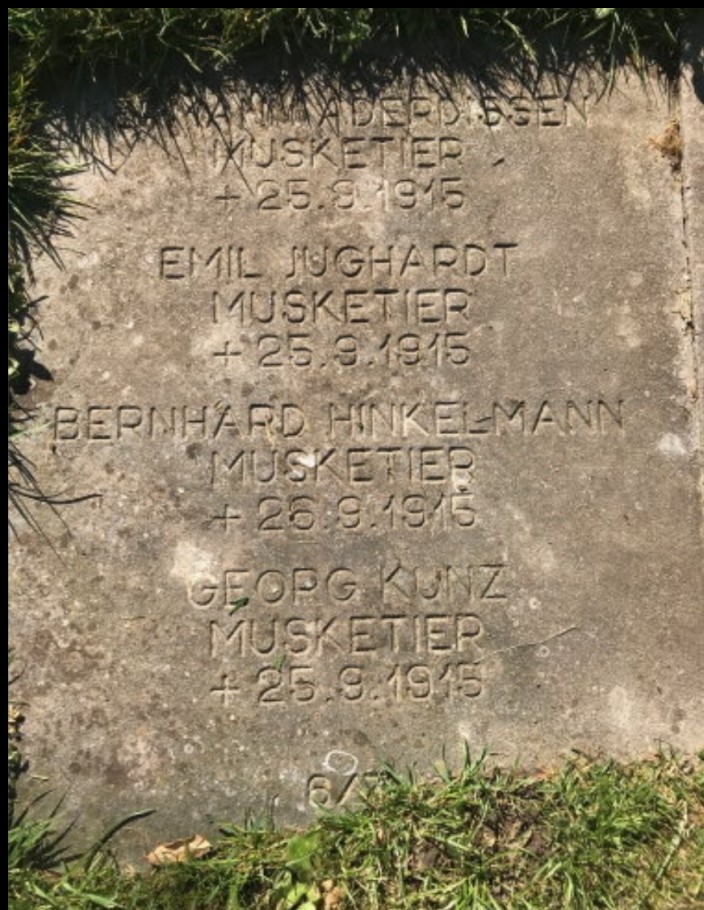 ADERDISSEN
MUSKETIER
+ 25.9.1915
EMIL JUGHARDT
MUSKETIER
+ 25.9.1915
BERNHARD HINKELMANN
MUSKETIER
+ 26.9.1915
GEORG KUNZ
MUSKETIER
+ 25.9.1915